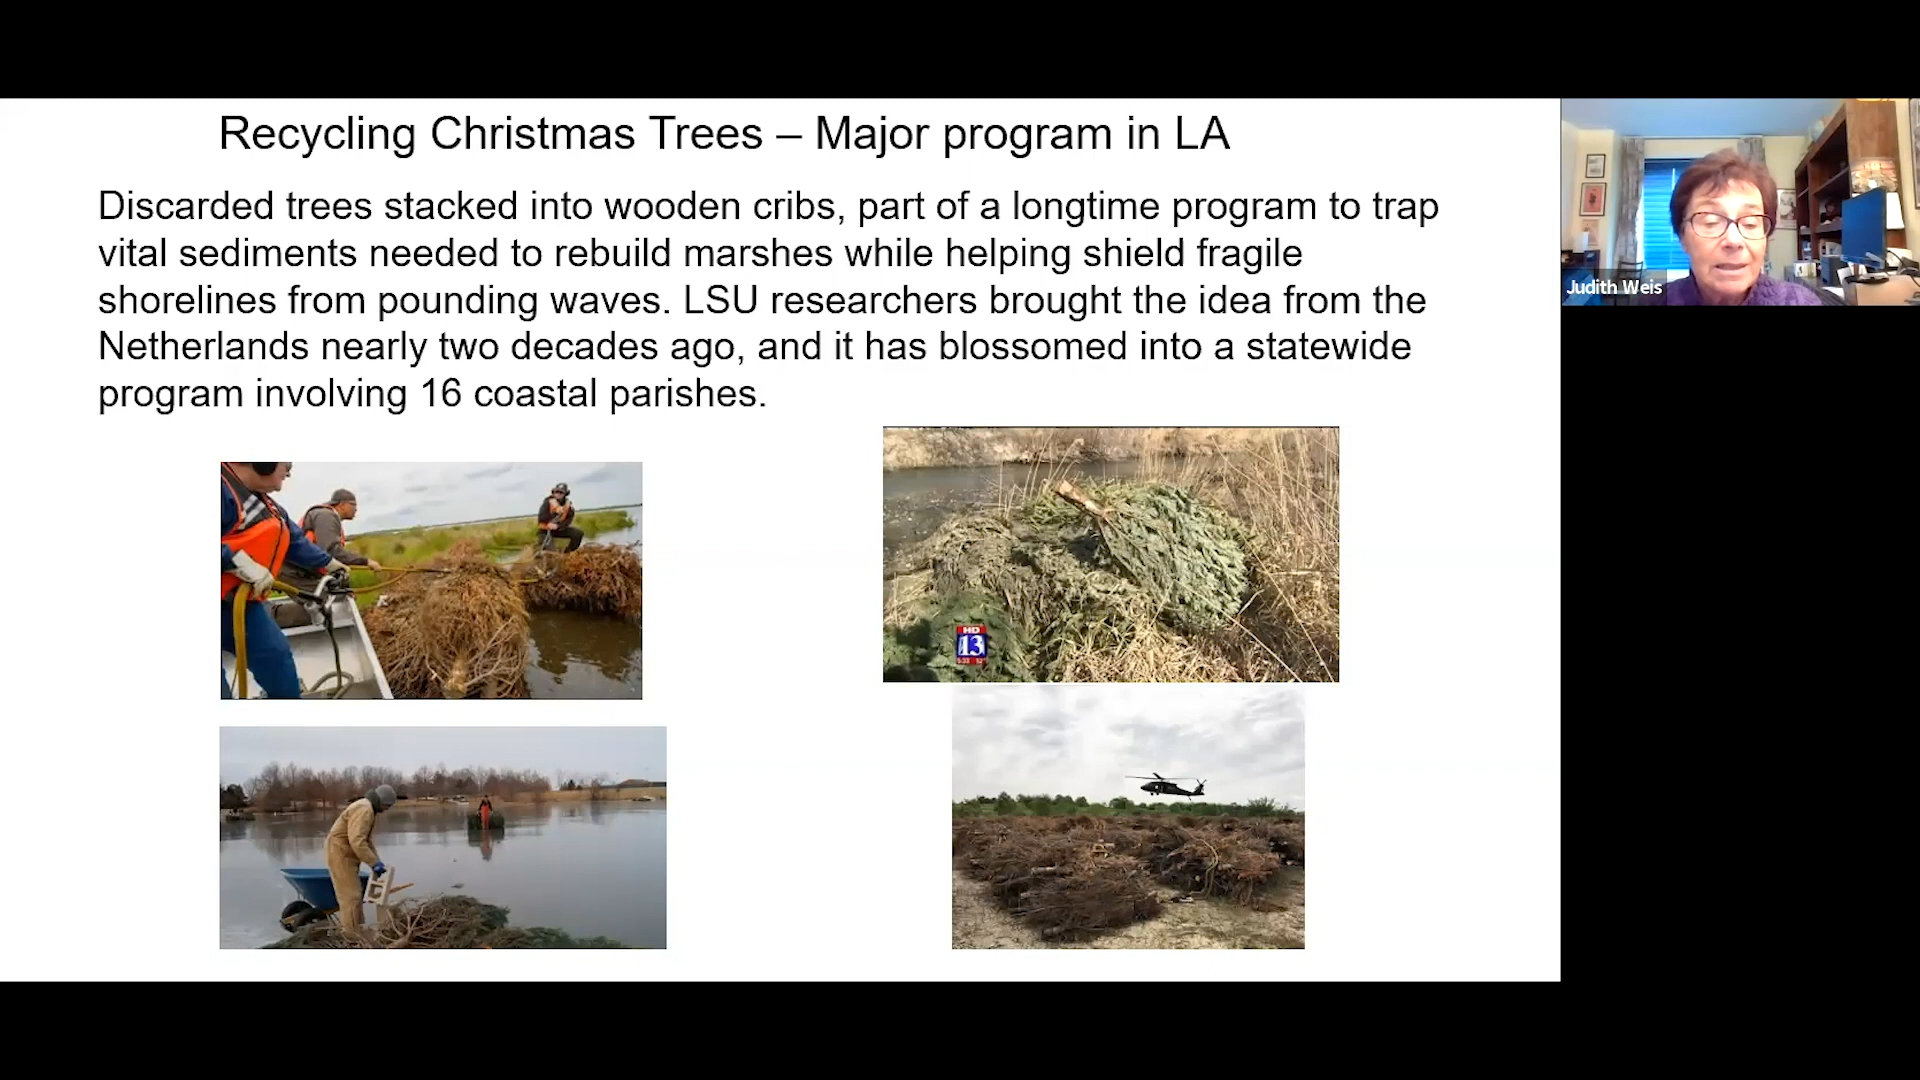 Recycling Christmas Trees – Major program in LA
Discarded trees stacked into wooden cribs, part of a longtime program to trap
vital sediments needed to rebuild marshes while helping shield fragile
shorelines from pounding waves. LSU researchers brought the idea from the
Netherlands nearly two decades ago, and it has blossomed into a statewide
program involving 16 coastal parishes.
Judith Weis
HD
13